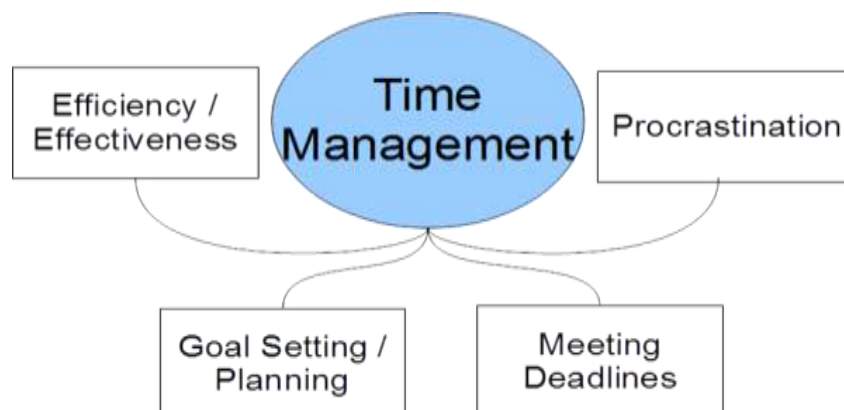 Time
Management
Efficiency /
Effectiveness
Procrastination
Goal Setting /
Planning
Meeting
Deadlines